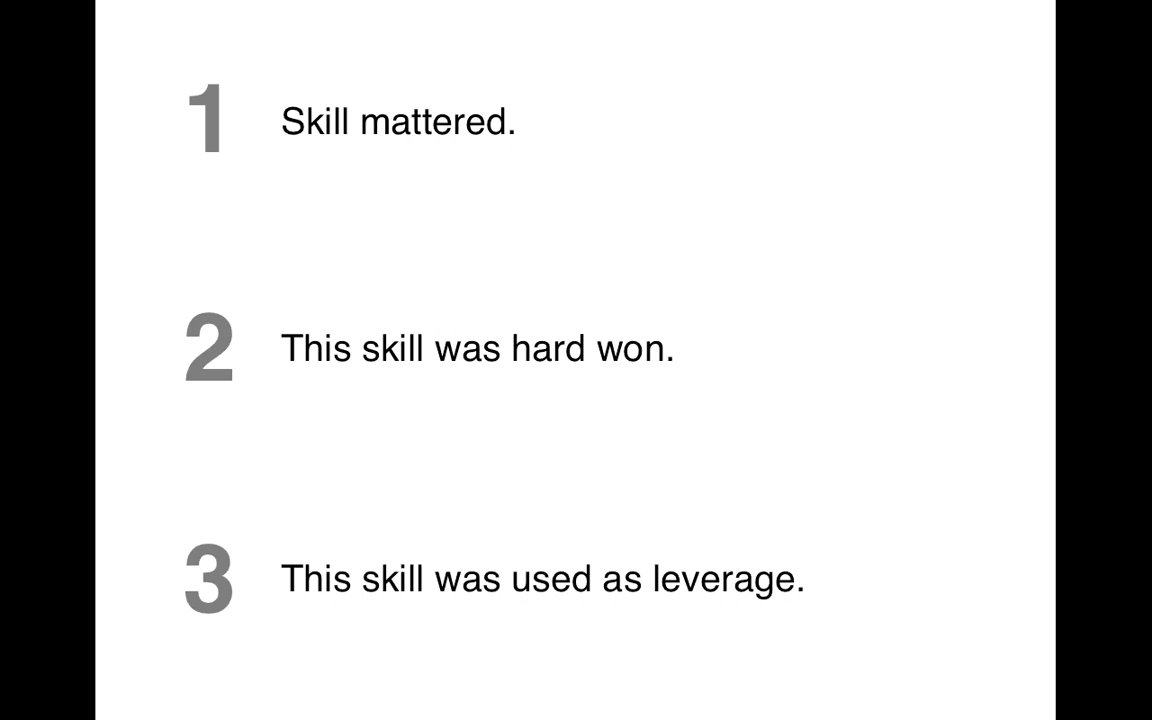 1 Skill mattered.
2 This skill was hard won.
3 This skill was used as leverage.